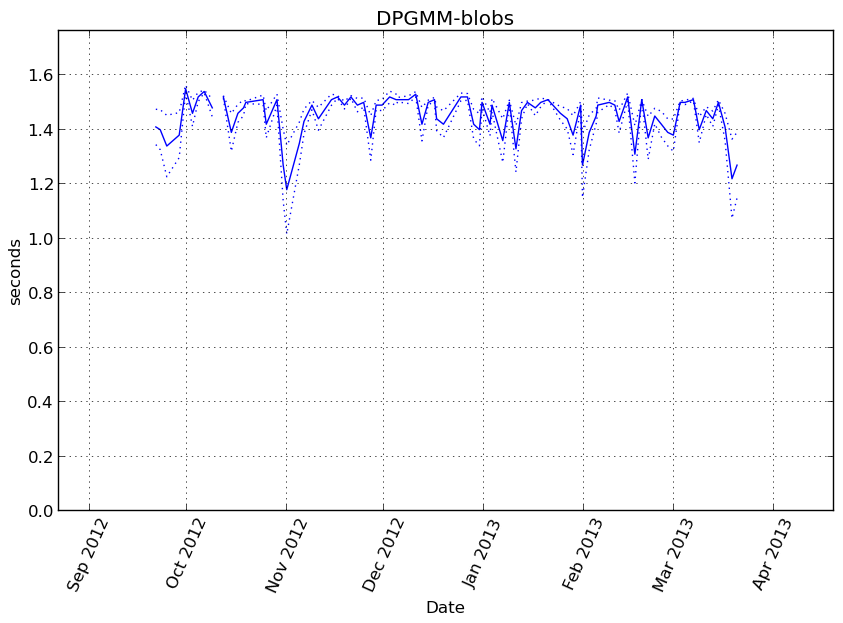 DPGMM-blobs
1.6
1.4
1.2
1.0
0.8
0.6
0.4
0.2
0.0
seconds
Sep 2012
Oct 2012
Nov 2012
Dec 2012
Jan 2013
Feb 2013
Mar 2013
Apr 2013
Date